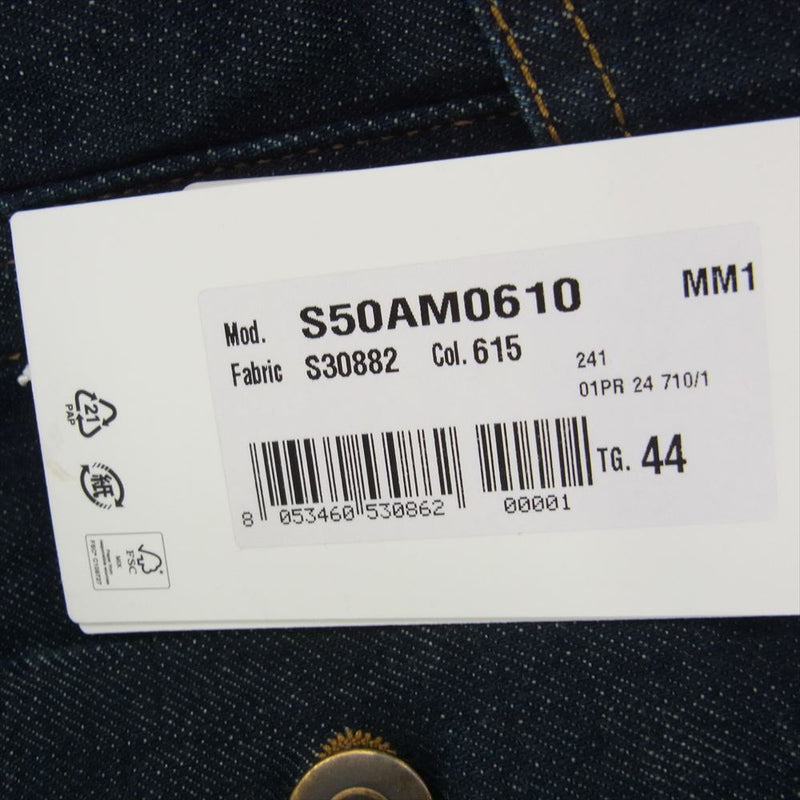 MM1
Mod. S50AM0610
Fabric S30882 Col. 615
241
01PR 24 710/1
TG. 44
8 053460 530862 00001
21
PAP
紙
FSC
MIX